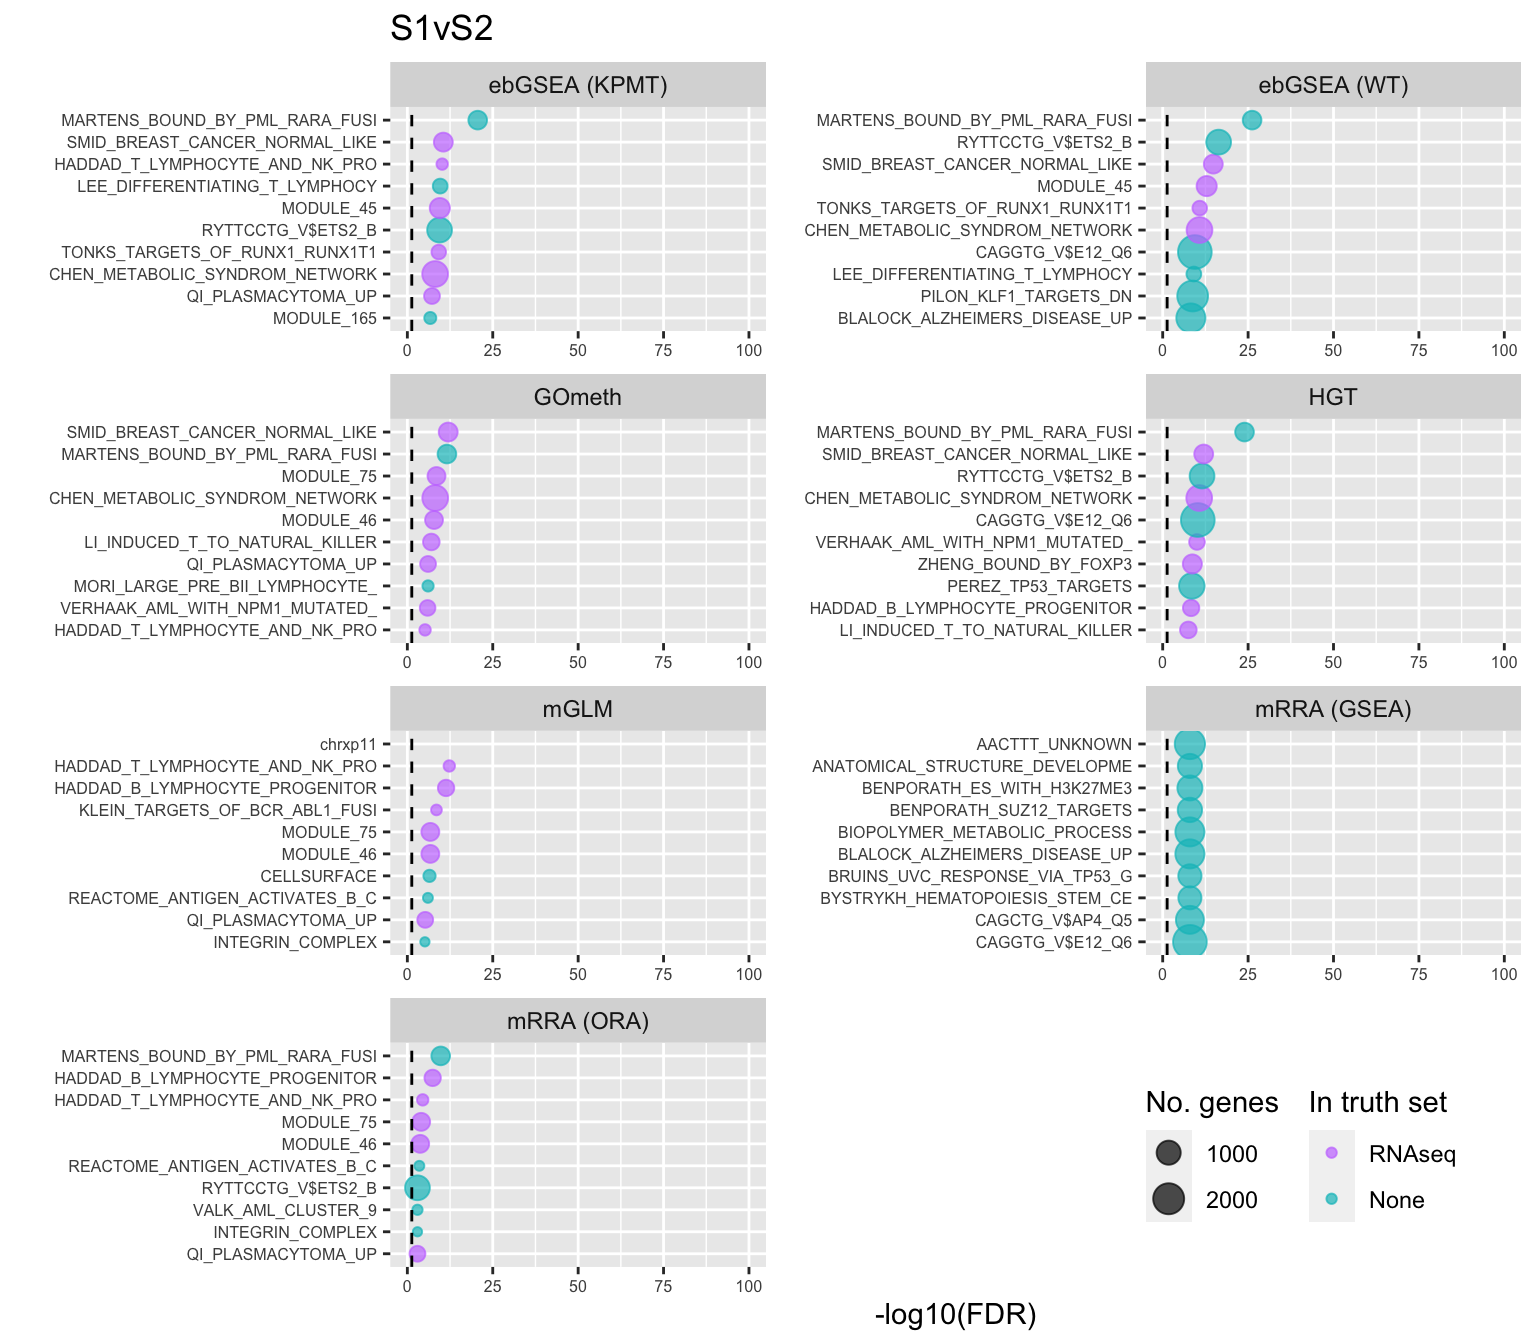 S1vS2
ebGSEA (KPMT)
MARTENS_BOUND_BY_PML_RARA_FUSI
SMID_BREAST_CANCER_NORMAL_LIKE
HADDAD_T_LYMPHOCYTE_AND_NK_PRO
LEE_DIFFERENTIATING_T_LYMPHOCY
MODULE_45
RYTTCCTG_V$ETS2_B
TONKS_TARGETS_OF_RUNX1_RUNX1T1
CHEN_METABOLIC_SYNDROM_NETWORK
QI_PLASMACYTOMA_UP
MODULE_165
0 25 50 75 100
ebGSEA (WT)
MARTENS_BOUND_BY_PML_RARA_FUSI
RYTTCCTG_V$ETS2_B
SMID_BREAST_CANCER_NORMAL_LIKE
MODULE_45
TONKS_TARGETS_OF_RUNX1_RUNX1T1
CHEN_METABOLIC_SYNDROM_NETWORK
CAGGTG_V$E12_Q6
LEE_DIFFERENTIATING_T_LYMPHOCY
PILON_KLF1_TARGETS_DN
BLALOCK_ALZHEIMERS_DISEASE_UP
0 25 50 75 100
GOmeth
SMID_BREAST_CANCER_NORMAL_LIKE
MARTENS_BOUND_BY_PML_RARA_FUSI
MODULE_75
CHEN_METABOLIC_SYNDROM_NETWORK
MODULE_46
LI_INDUCED_T_TO_NATURAL_KILLER
QI_PLASMACYTOMA_UP
MORI_LARGE_PRE_BII_LYMPHOCYTE_
VERHAAK_AML_WITH_NPM1_MUTATED_
HADDAD_T_LYMPHOCYTE_AND_NK_PRO
0 25 50 75 100
HGT
MARTENS_BOUND_BY_PML_RARA_FUSI
SMID_BREAST_CANCER_NORMAL_LIKE
RYTTCCTG_V$ETS2_B
CHEN_METABOLIC_SYNDROM_NETWORK
CAGGTG_V$E12_Q6
VERHAAK_AML_WITH_NPM1_MUTATED_
ZHENG_BOUND_BY_FOXP3
PEREZ_TP53_TARGETS
HADDAD_B_LYMPHOCYTE_PROGENITOR
LI_INDUCED_T_TO_NATURAL_KILLER
0 25 50 75 100
mGLM
chrxp11
HADDAD_T_LYMPHOCYTE_AND_NK_PRO
HADDAD_B_LYMPHOCYTE_PROGENITOR
KLEIN_TARGETS_OF_BCR_ABL1_FUSI
MODULE_75
MODULE_46
CELLSURFACE
REACTOME_ANTIGEN_ACTIVATES_B_C
QI_PLASMACYTOMA_UP
INTEGRIN_COMPLEX
0 25 50 75 100
mRRA (GSEA)
AACTTT_UNKNOWN
ANATOMICAL_STRUCTURE_DEVELOPME
BENPORATH_ES_WITH_H3K27ME3
BENPORATH_SUZ12_TARGETS
BIOPOLYMER_METABOLIC_PROCESS
BLALOCK_ALZHEIMERS_DISEASE_UP
BRUINS_UVC_RESPONSE_VIA_TP53_G
BYSTRYKH_HEMATOPOIESIS_STEM_CE
CAGCTG_V$AP4_Q5
CAGGTG_V$E12_Q6
0 25 50 75 100
mRRA (ORA)
MARTENS_BOUND_BY_PML_RARA_FUSI
HADDAD_B_LYMPHOCYTE_PROGENITOR
HADDAD_T_LYMPHOCYTE_AND_NK_PRO
MODULE_75
MODULE_46
REACTOME_ANTIGEN_ACTIVATES_B_C
RYTTCCTG_V$ETS2_B
VALK_AML_CLUSTER_9
INTEGRIN_COMPLEX
QI_PLASMACYTOMA_UP
0 25 50 75 100
No. genes
1000
2000
In truth set
RNAseq
None
-log10(FDR)